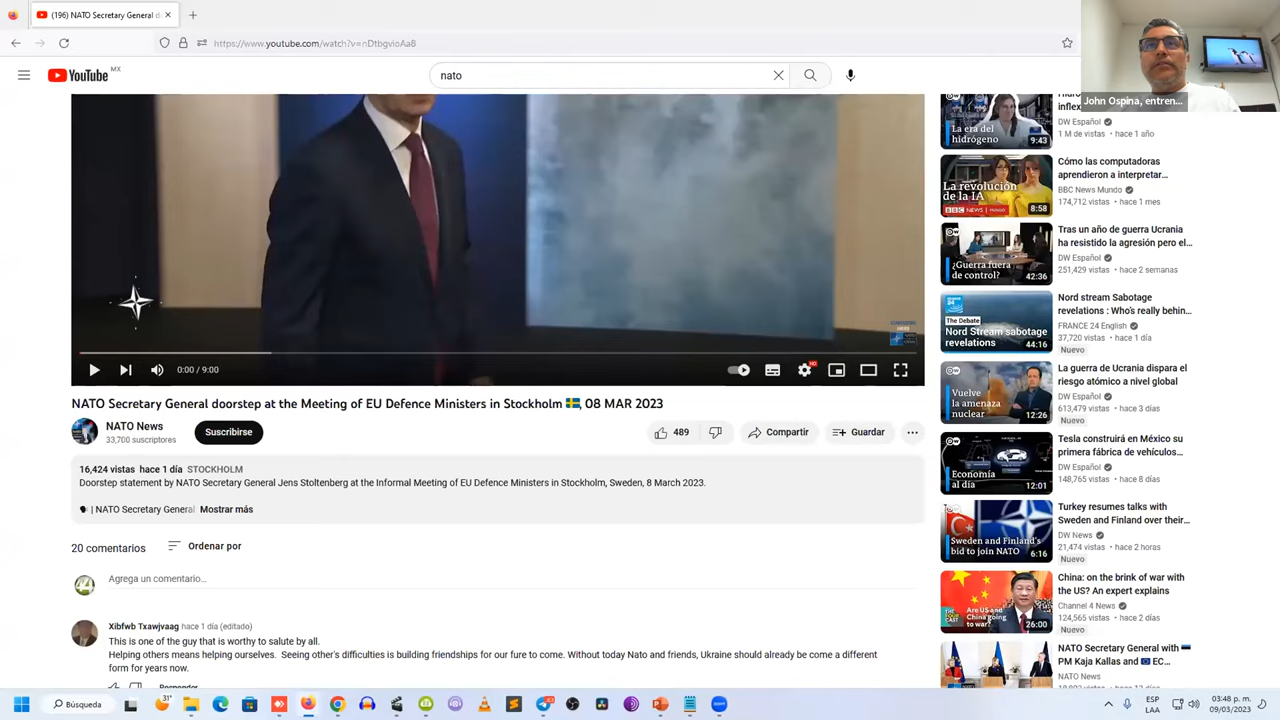 (196) NATO Secretary General d
https://www.youtube.com/watch?v=nDtbgvioAa8
YouTube MX
nato
John Ospina, entren...
NATO Secretary General doorstep at the Meeting of EU Defence Ministers in Stockholm 🇸🇪, 08 MAR 2023
0:00 / 9:00
HD
NATO News
33,700 suscriptores
Suscribirse
489
Compartir
Guardar
16,424 vistas hace 1 día STOCKHOLM
Doorstep statement by NATO Secretary General Jens Stoltenberg at the Informal Meeting of EU Defence Ministers in Stockholm, Sweden, 8 March 2023.
🗣 | NATO Secretary General Mostrar más
20 comentarios
Ordenar por
Agrega un comentario...
Xibfwb Txawjvaag hace 1 día (editado)
This is one of the guy that is worthy to salute by all.
Helping others means helping ourselves. Seeing other's difficulties is building friendships for our fure to come. Without today Nato and friends, Ukraine should already be come a different
form for years now.
Responder
La era del
hidrógeno
9:43
inflex
DW Español
1 M de vistas • hace 1 año
La revolución
de la IA
BBC NEWS MUNDO
8:58
Cómo las computadoras
aprendieron a interpretar...
BBC News Mundo
174,712 vistas • hace 1 mes
¿Guerra fuera
de control?
42:36
Tras un año de guerra Ucrania
ha resistido la agresión pero el...
DW Español
251,429 vistas • hace 2 semanas
FRANCE 24
The Debate
Nord Stream sabotage
revelations
44:16
Nord stream Sabotage
revelations : Who's really behin...
FRANCE 24 English
37,720 vistas • hace 1 día
Nuevo
Vuelve
la amenaza
nuclear
12:26
La guerra de Ucrania dispara el
riesgo atómico a nivel global
DW Español
613,479 vistas • hace 3 días
Nuevo
Economía
al día
12:01
Tesla construirá en México su
primera fábrica de vehículos...
DW Español
148,765 vistas • hace 8 días
Sweden and Finland's
bid to join NATO
6:16
Turkey resumes talks with
Sweden and Finland over their...
DW News
21,474 vistas • hace 2 horas
Nuevo
THE FOURCAST
Are US and
China going
to war?
26:00
China: on the brink of war with
the US? An expert explains
Channel 4 News
124,565 vistas • hace 2 días
Nuevo
NATO Secretary General with 🇪🇪
PM Kaja Kallas and 🇪🇺 EC...
NATO News
Búsqueda
31°
zoom
ESP
LAA
03:48 p. m.
09/03/2023